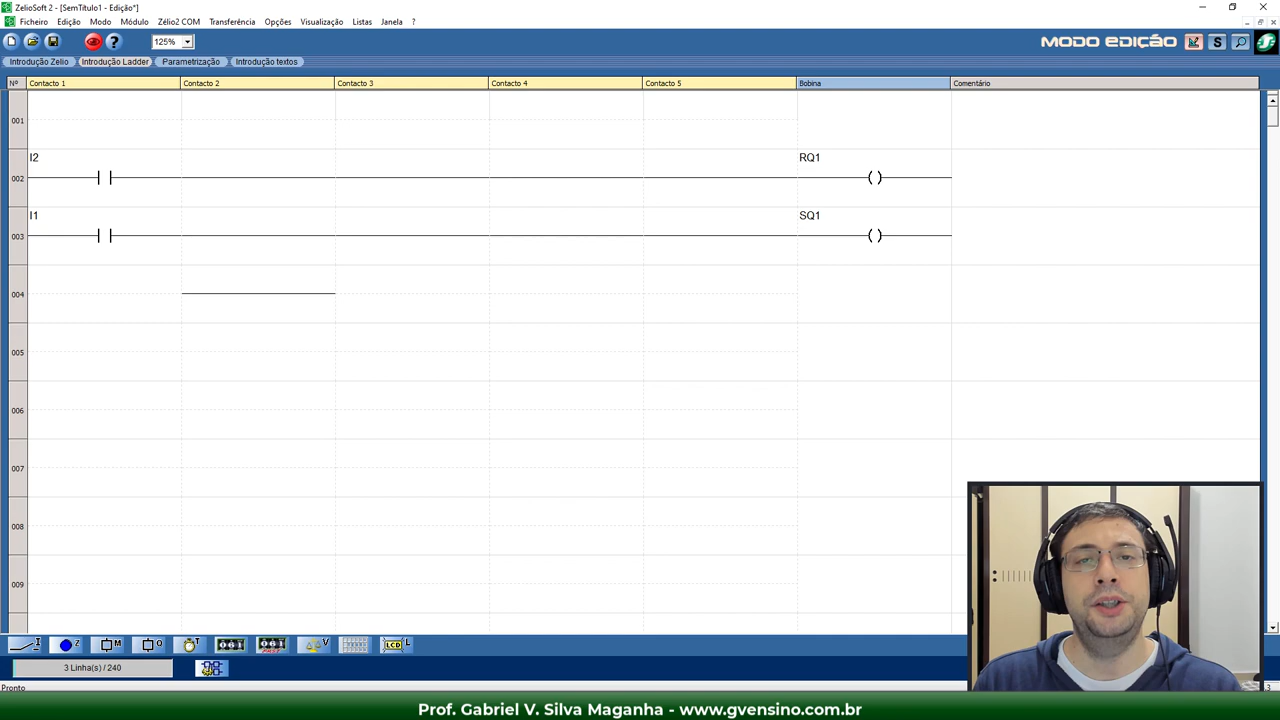 ZelioSoft 2 - [SemTitulo1 - Edição*]
Ficheiro Edição Modo Módulo Zélio2 COM Transferência Opções Visualização Listas Janela ?
125% MODO EDIÇÃO S
Introdução Zelio Introdução Ladder Parametrização Introdução textos
Nº Contacto 1 Contacto 2 Contacto 3 Contacto 4 Contacto 5 Bobina Comentário
001
I2 RQ1
002
I1 SQ1
003
004
005
006
007
008
009
I Z M O T V LCD L
3 Linha(s) / 240
Pronto
Prof. Gabriel V. Silva Maganha - www.gvensino.com.br